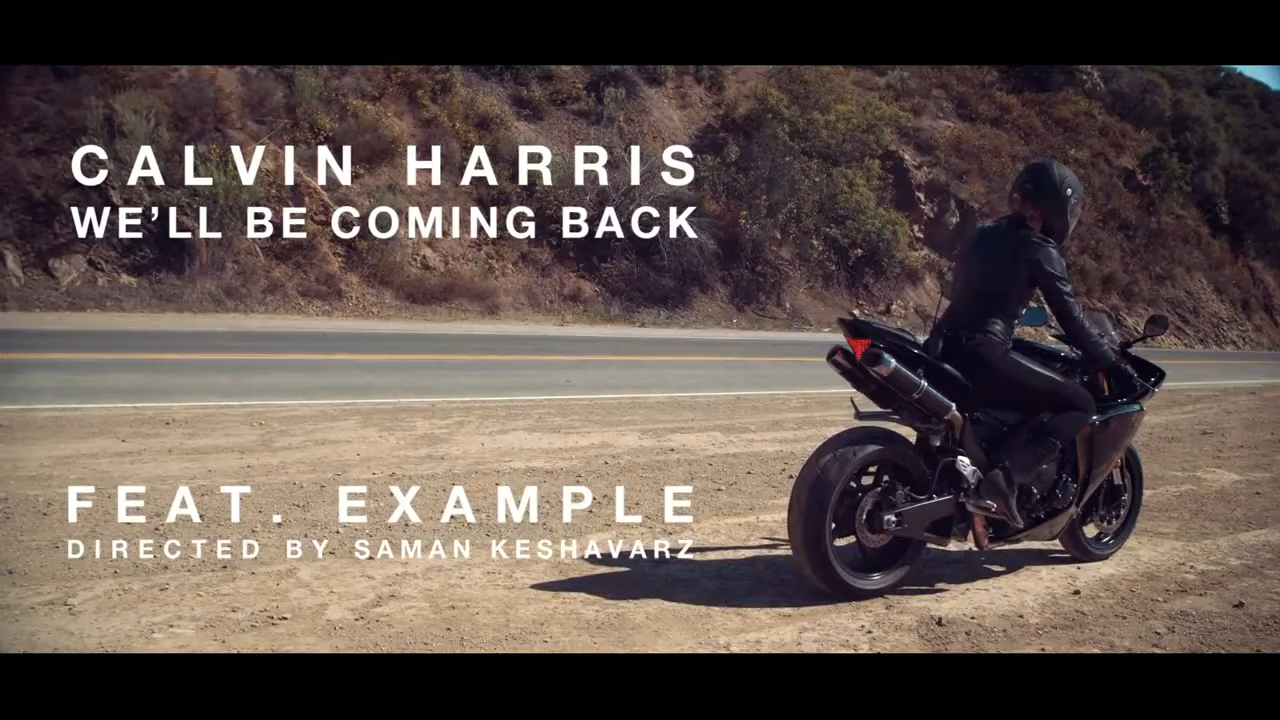 CALVIN HARRIS
WE’LL BE COMING BACK
FEAT. EXAMPLE
DIRECTED BY SAMAN KESHAVARZ